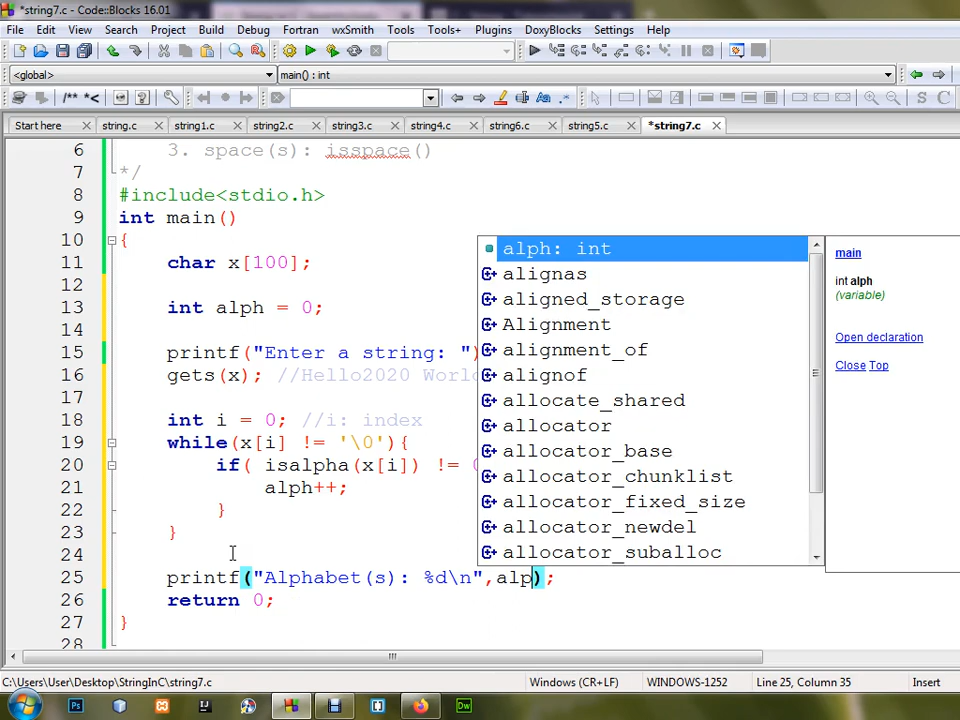 *string7.c - Code::Blocks 16.01
File Edit View Search Project Build Debug Fortran wxSmith Tools Tools+ Plugins DoxyBlocks Settings Help
<global> main() : int
/** *<
Start here string.c string1.c string2.c string3.c string4.c string6.c string5.c *string7.c
6 3. space(s): isspace()
7 */
8 #include<stdio.h>
9 int main()
10 {
11 char x[100];
12
13 int alph = 0;
14
15 printf("Enter a string: ")
16 gets(x); //Hello2020 World
17
18 int i = 0; //i: index
19 while(x[i] != '\0'){
20 if( isalpha(x[i]) != 0
21 alph++;
22 }
23 }
24
25 printf("Alphabet(s): %d\n",alp);
26 return 0;
27 }
28
alph: int
alignas
aligned_storage
Alignment
alignment_of
alignof
allocate_shared
allocator
allocator_base
allocator_chunklist
allocator_fixed_size
allocator_newdel
allocator_suballoc
main
int alph
(variable)
Open declaration
Close Top
C:\Users\User\Desktop\StringInC\string7.c Windows (CR+LF) WINDOWS-1252 Line 25, Column 35 Insert
Ps Dw